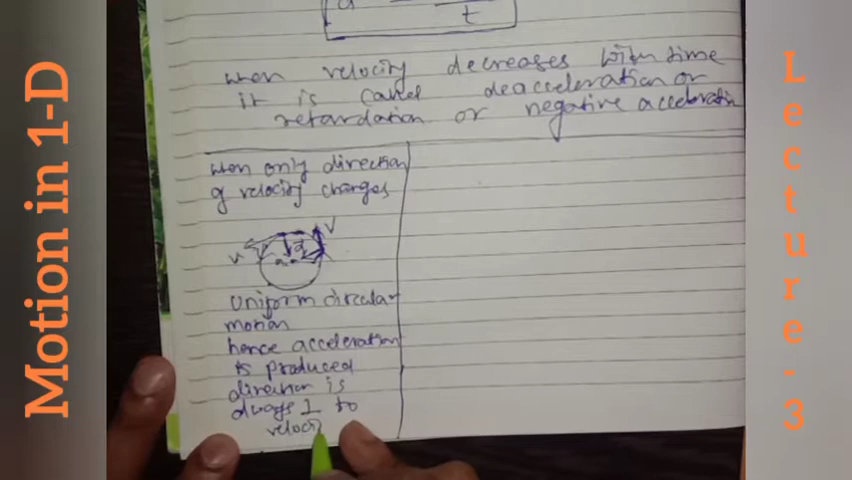 Motion in 1-D
Lecture-3
t
when velocity decreases with time
it is called deacceleration or
retardation or negative acceleratin
when only direction
of velocity changes
V
V
a
Uniform circular
motion
hence acceleration
is produced
direction is
always ⊥ to
veloci